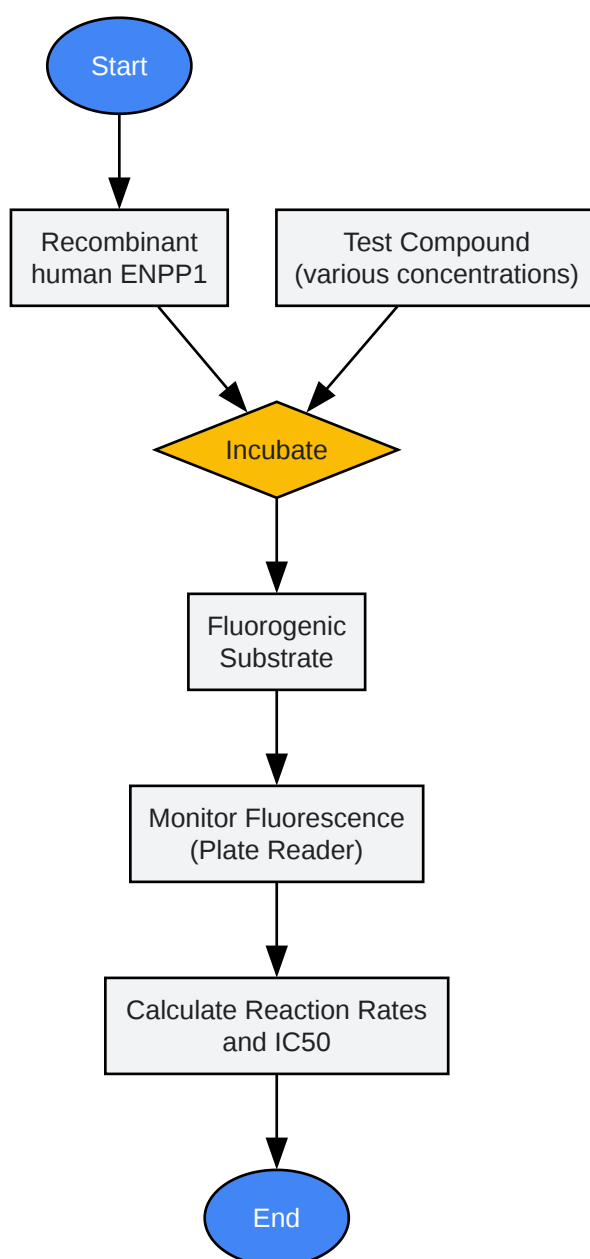 Start
Recombinant
human ENPP1
Test Compound
(various concentrations)
Incubate
Fluorogenic
Substrate
Monitor Fluorescence
(Plate Reader)
Calculate Reaction Rates
and IC50
End